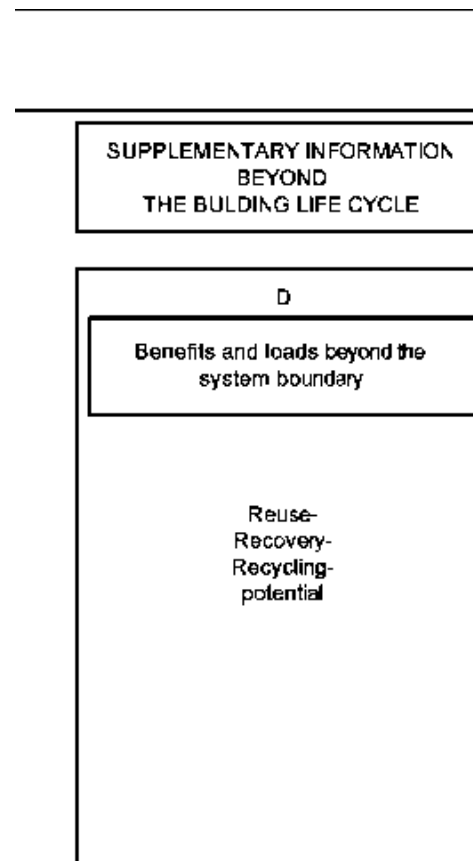 SUPPLEMENTARY INFORMATION
BEYOND
THE BULDING LIFE CYCLE
D
Benefits and loads beyond the
system boundary
Reuse-
Recovery-
Recycling-
potential